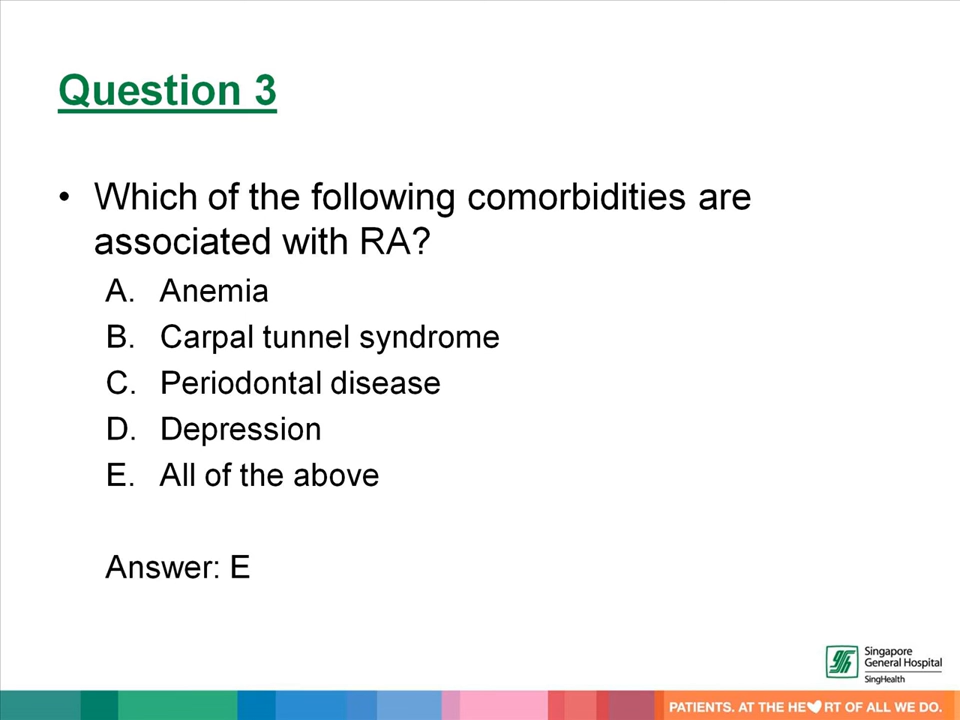 Question 3
• Which of the following comorbidities are
associated with RA?
A. Anemia
B. Carpal tunnel syndrome
C. Periodontal disease
D. Depression
E. All of the above
Answer: E
Singapore
General Hospital
SingHealth
PATIENTS. AT THE HE❤RT OF ALL WE DO.